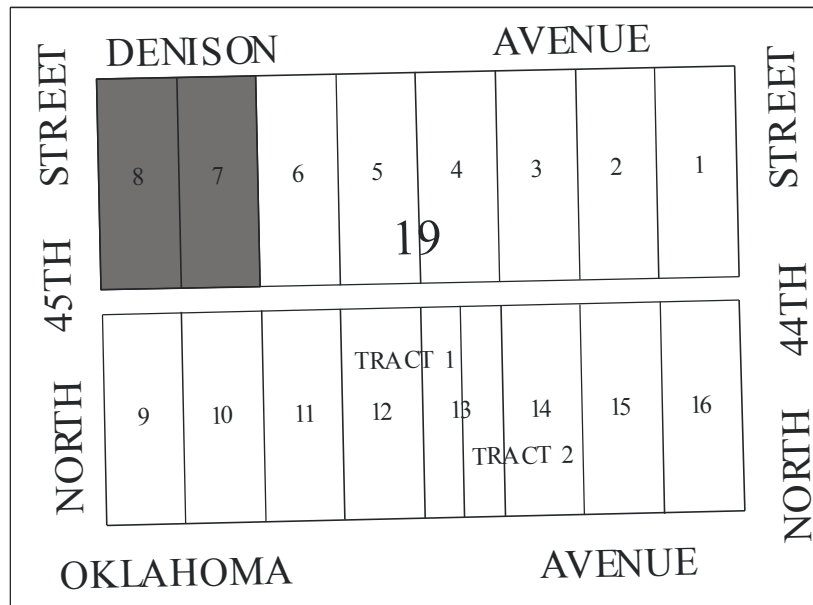 DENISON AVENUE
NORTH 45TH STREET
NORTH 44TH STREET
8 7 6 5 4 3 2 1
19
TRACT 1
9 10 11 12 13 14 15 16
TRACT 2
OKLAHOMA AVENUE